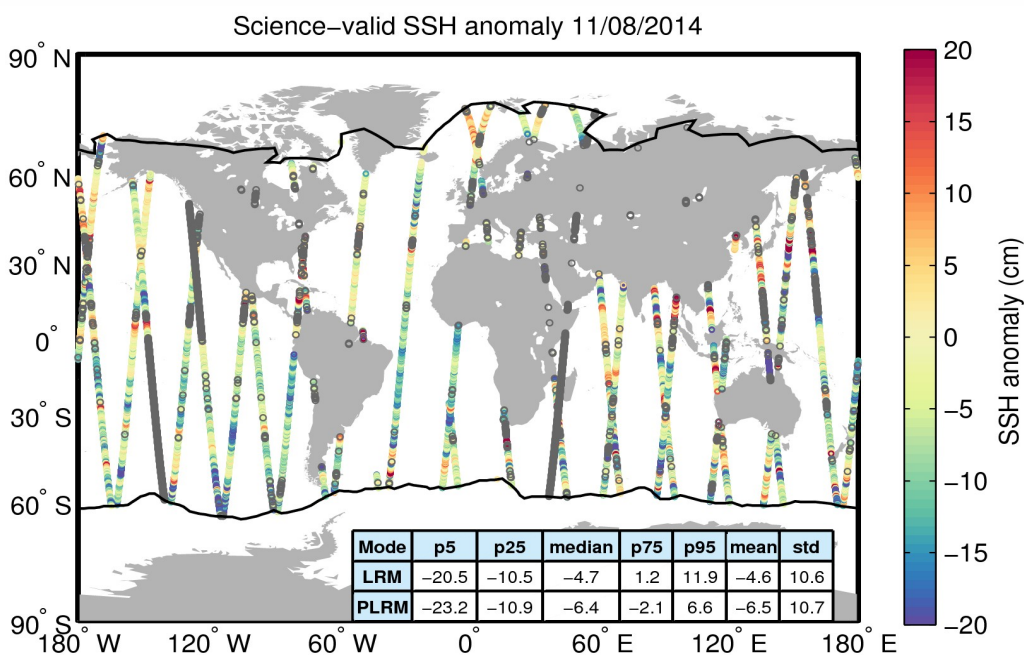 Science−valid SSH anomaly 11/08/2014
90° N
60° N
30° N
0°
30° S
60° S
90° S
180° W
120° W
60° W
0°
60° E
120° E
180° E
Mode p5 p25 median p75 p95 mean std
LRM −20.5 −10.5 −4.7 1.2 11.9 −4.6 10.6
PLRM −23.2 −10.9 −6.4 −2.1 6.6 −6.5 10.7
20
15
10
5
0
−5
−10
−15
−20
SSH anomaly (cm)